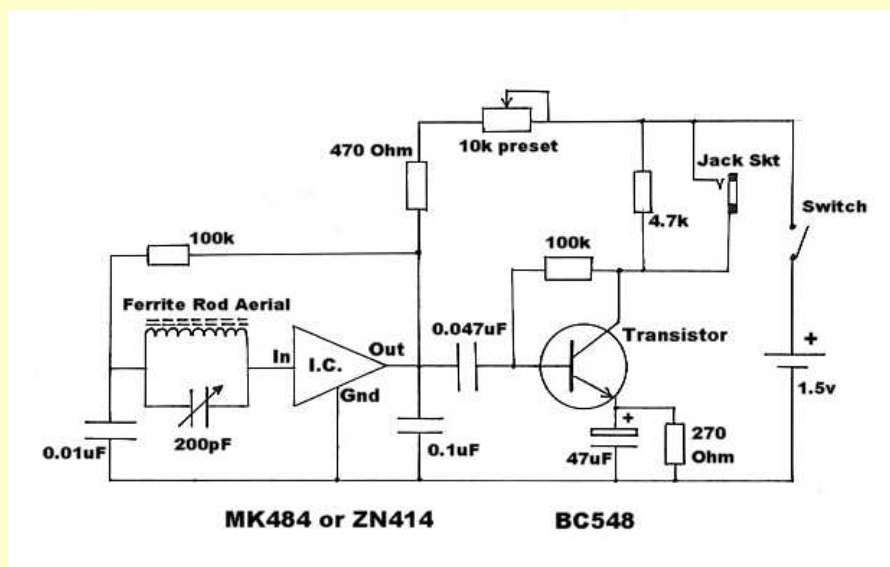 470 Ohm
10k preset
Jack Skt
4.7k
Switch
100k
100k
Ferrite Rod Aerial
0.047uF
Transistor
In
I.C.
Out
Gnd
+
1.5v
200pF
0.01uF
0.1uF
+
47uF
270
Ohm
MK484 or ZN414
BC548